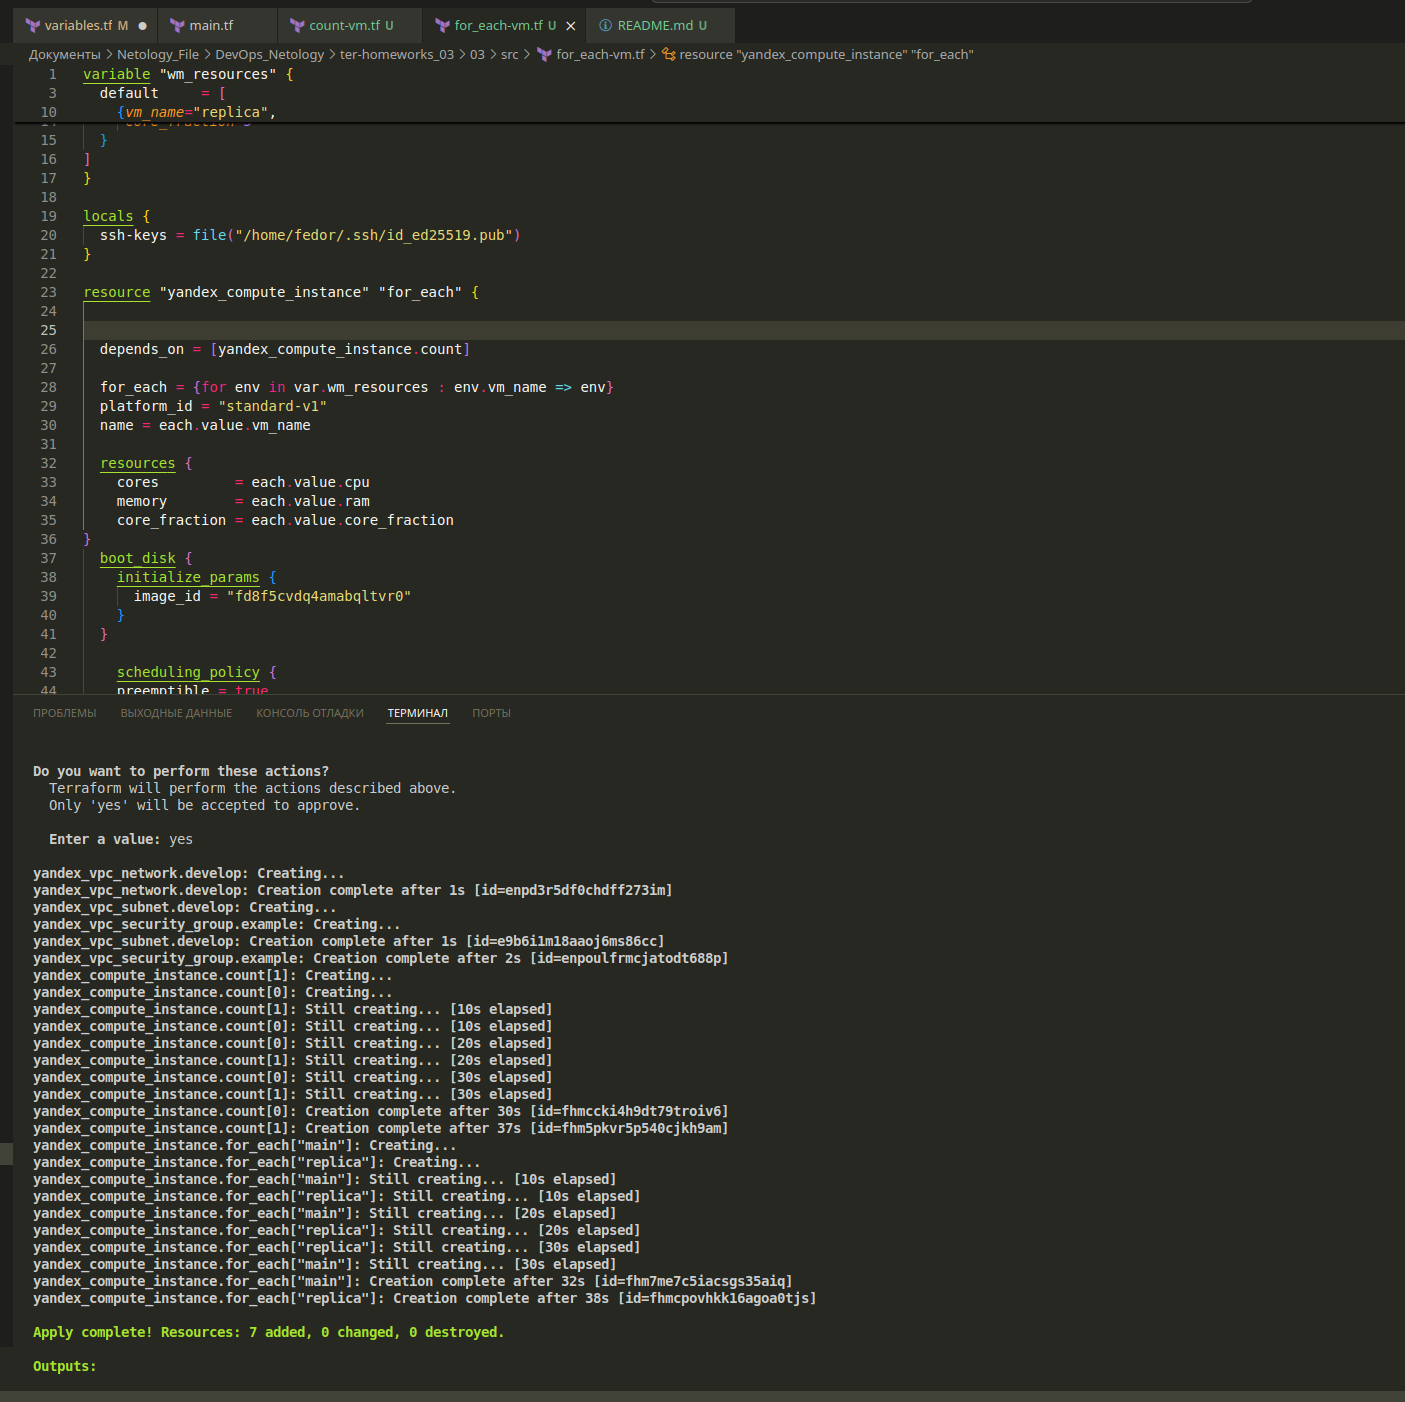 variables.tf M ●
main.tf
count-vm.tf U
for_each-vm.tf U ×
README.md U
Документы > Netology_File > DevOps_Netology > ter-homeworks_03 > 03 > src > for_each-vm.tf > resource "yandex_compute_instance" "for_each"
1 variable "wm_resources" {
3 default     = [
10 {vm_name="replica",
15 }
16 ]
17 }
18
19 locals {
20 ssh-keys = file("/home/fedor/.ssh/id_ed25519.pub")
21 }
22
23 resource "yandex_compute_instance" "for_each" {
24
25
26 depends_on = [yandex_compute_instance.count]
27
28 for_each = {for env in var.wm_resources : env.vm_name => env}
29 platform_id = "standard-v1"
30 name = each.value.vm_name
31
32 resources {
33 cores         = each.value.cpu
34 memory        = each.value.ram
35 core_fraction = each.value.core_fraction
36 }
37 boot_disk {
38 initialize_params {
39 image_id = "fd8f5cvdq4amabqltvr0"
40 }
41 }
42
43 scheduling_policy {
44 preemptible = true
ПРОБЛЕМЫ ВЫХОДНЫЕ ДАННЫЕ КОНСОЛЬ ОТЛАДКИ ТЕРМИНАЛ ПОРТЫ
Do you want to perform these actions?
Terraform will perform the actions described above.
Only 'yes' will be accepted to approve.
Enter a value: yes
yandex_vpc_network.develop: Creating...
yandex_vpc_network.develop: Creation complete after 1s [id=enpd3r5df0chdff273im]
yandex_vpc_subnet.develop: Creating...
yandex_vpc_security_group.example: Creating...
yandex_vpc_subnet.develop: Creation complete after 1s [id=e9b6i1m18aaoj6ms86cc]
yandex_vpc_security_group.example: Creation complete after 2s [id=enpoulfrmcjatodt688p]
yandex_compute_instance.count[1]: Creating...
yandex_compute_instance.count[0]: Creating...
yandex_compute_instance.count[1]: Still creating... [10s elapsed]
yandex_compute_instance.count[0]: Still creating... [10s elapsed]
yandex_compute_instance.count[0]: Still creating... [20s elapsed]
yandex_compute_instance.count[1]: Still creating... [20s elapsed]
yandex_compute_instance.count[0]: Still creating... [30s elapsed]
yandex_compute_instance.count[1]: Still creating... [30s elapsed]
yandex_compute_instance.count[0]: Creation complete after 30s [id=fhmccki4h9dt79troiv6]
yandex_compute_instance.count[1]: Creation complete after 37s [id=fhm5pkvr5p540cjkh9am]
yandex_compute_instance.for_each["main"]: Creating...
yandex_compute_instance.for_each["replica"]: Creating...
yandex_compute_instance.for_each["main"]: Still creating... [10s elapsed]
yandex_compute_instance.for_each["replica"]: Still creating... [10s elapsed]
yandex_compute_instance.for_each["main"]: Still creating... [20s elapsed]
yandex_compute_instance.for_each["replica"]: Still creating... [20s elapsed]
yandex_compute_instance.for_each["replica"]: Still creating... [30s elapsed]
yandex_compute_instance.for_each["main"]: Still creating... [30s elapsed]
yandex_compute_instance.for_each["main"]: Creation complete after 32s [id=fhm7me7c5iacsgs35aiq]
yandex_compute_instance.for_each["replica"]: Creation complete after 38s [id=fhmcpovhkk16agoa0tjs]
Apply complete! Resources: 7 added, 0 changed, 0 destroyed.
Outputs: